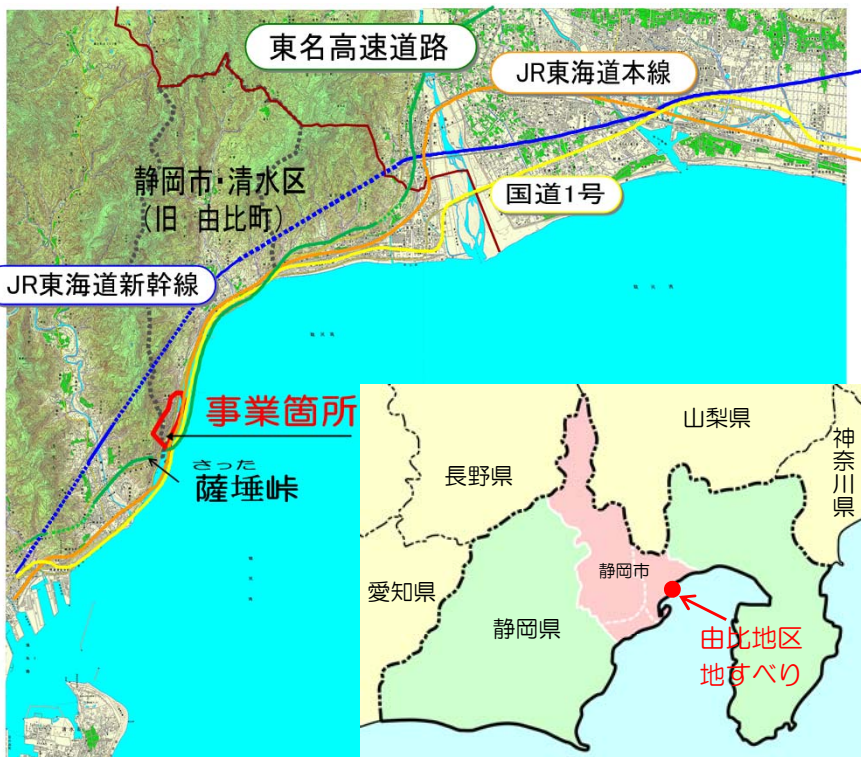 東名高速道路
JR東海道本線
静岡市・清水区
(旧 由比町)
国道1号
JR東海道新幹線
事業箇所
さった
薩埵峠
山梨県
神奈川県
長野県
静岡市
愛知県
静岡県
由比地区
地すべり